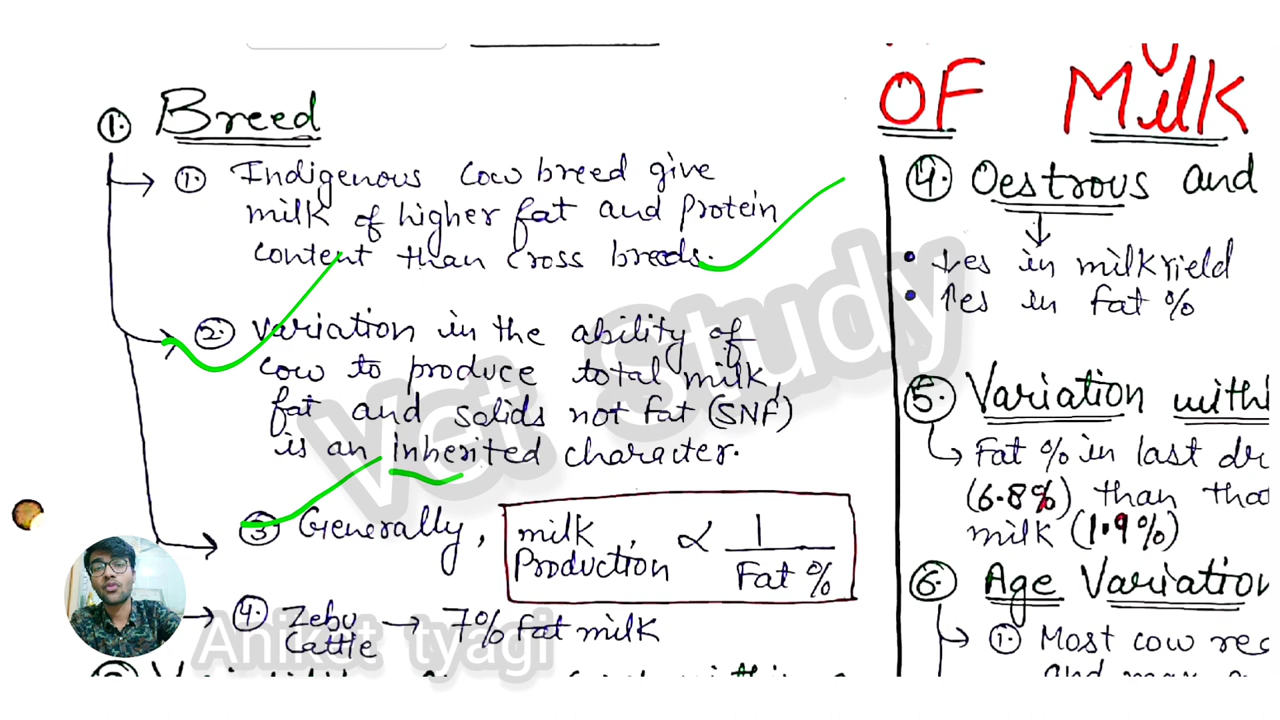 OF Milk
① Breed
① Indigenous cow breed give
milk of higher fat and protein
content than cross breeds.
② Variation in the ability of
cow to produce total milk,
fat and solids not fat (SNF)
is an inherited character.
③ Generally, milk Production ∝ 1 / Fat %
④ Zebu Cattle → 7% fat milk
④ Oestrous and
• ↓es in milk yield
• ↑es in fat %
⑤ Variation withi
Fat % in last dr
(6.8%) than tha
milk (1.9%)
⑥ Age Variation
① Most cow rec
Vet Study
Aniket tyagi